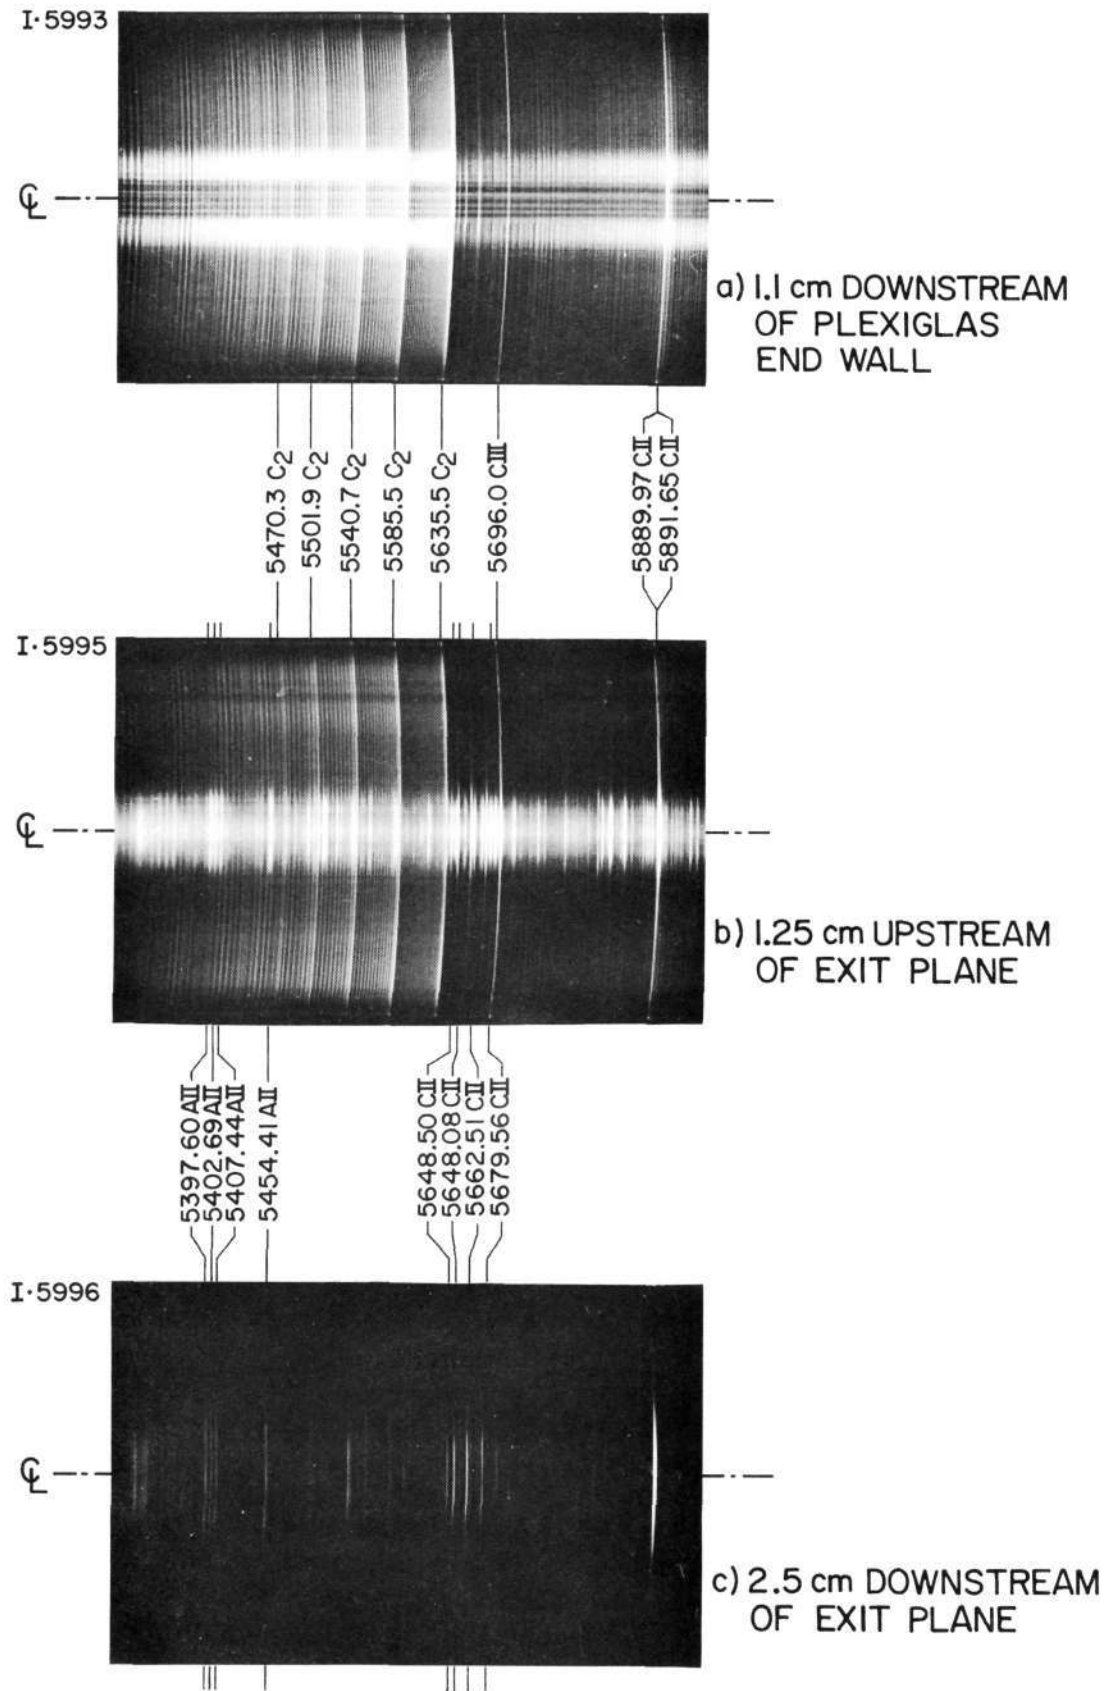 I·5993
℄
a) 1.1 cm DOWNSTREAM
OF PLEXIGLAS
END WALL
5470.3 C2
5501.9 C2
5540.7 C2
5585.5 C2
5635.5 C2
5696.0 CIII
5889.97 CII
5891.65 CII
I·5995
℄
b) 1.25 cm UPSTREAM
OF EXIT PLANE
5397.60 AII
5402.69 AII
5407.44 AII
5454.41 AII
5648.50 CII
5648.08 CII
5662.51 CII
5679.56 CII
I·5996
℄
c) 2.5 cm DOWNSTREAM
OF EXIT PLANE